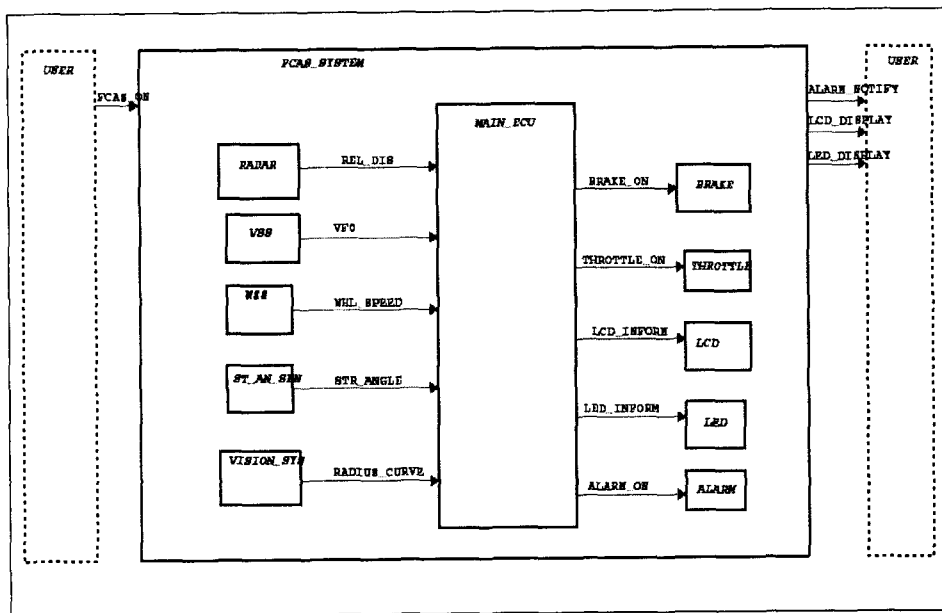 USER
FCAS_SYSTEM
USER
FCAS_ON
ALARM_NOTIFY
LCD_DISPLAY
LED_DISPLAY
MAIN_ECU
RADAR
REL_DIS
BRAKE_ON
BRAKE
VSS
VF0
THROTTLE_ON
THROTTLE
WSS
WHL_SPEED
LCD_INFORM
LCD
ST_AN_SEN
STR_ANGLE
LED_INFORM
LED
VISION_SYS
RADIUS_CURVE
ALARM_ON
ALARM